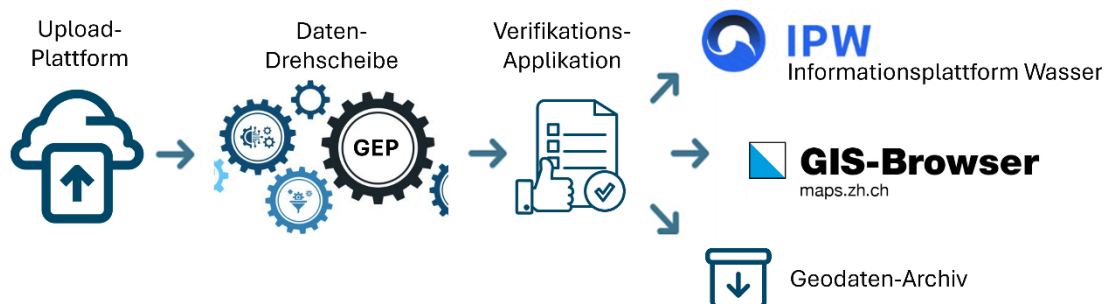 Upload-
Plattform
Daten-
Drehscheibe
GEP
Verifikations-
Applikation
IPW
Informationsplattform Wasser
GIS-Browser
maps.zh.ch
Geodaten-Archiv